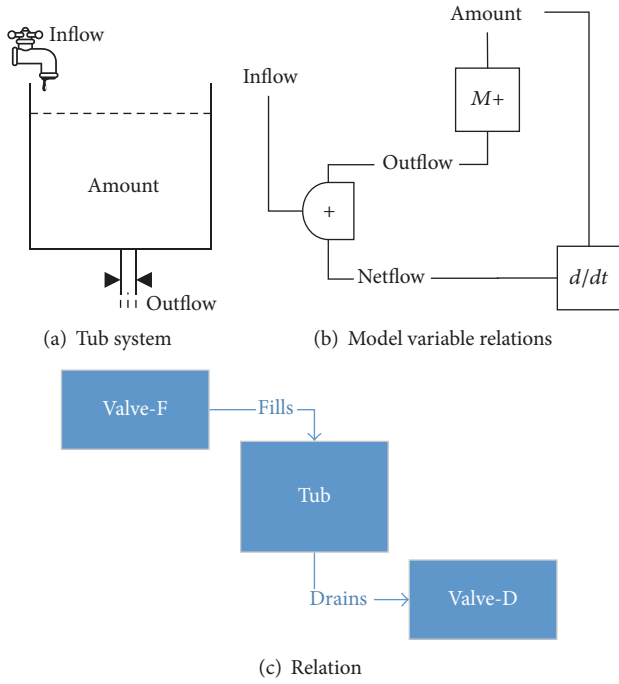 Inflow
Amount
Outflow
(a) Tub system
Amount
Inflow
M+
Outflow
+
Netflow
d/dt
(b) Model variable relations
Valve-F
Fills
Tub
Drains
Valve-D
(c) Relation